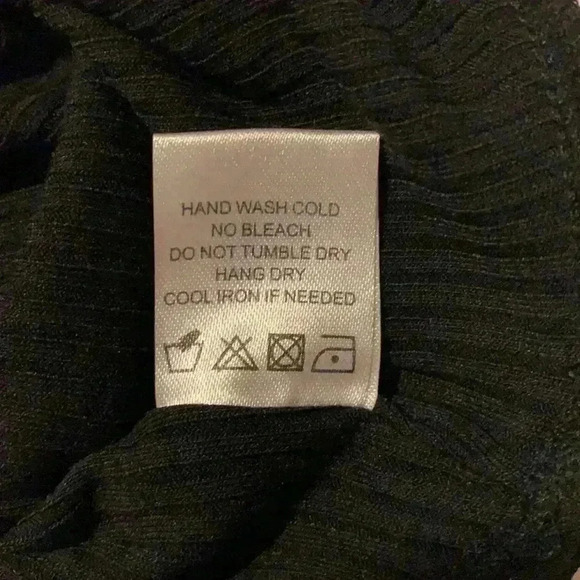 HAND WASH COLD
NO BLEACH
DO NOT TUMBLE DRY
HANG DRY
COOL IRON IF NEEDED